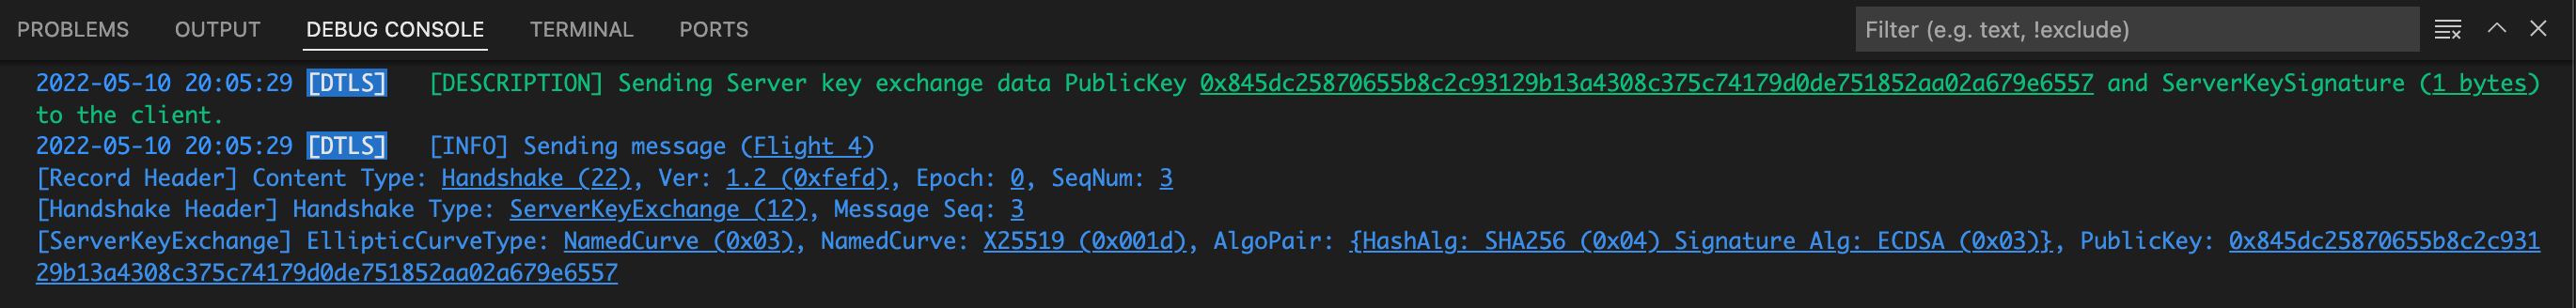 PROBLEMS OUTPUT DEBUG CONSOLE TERMINAL PORTS Filter (e.g. text, !exclude)
2022-05-10 20:05:29 [DTLS] [DESCRIPTION] Sending Server key exchange data PublicKey 0x845dc25870655b8c2c93129b13a4308c375c74179d0de751852aa02a679e6557 and ServerKeySignature (1 bytes)
to the client.
2022-05-10 20:05:29 [DTLS] [INFO] Sending message (Flight 4)
[Record Header] Content Type: Handshake (22), Ver: 1.2 (0xfefd), Epoch: 0, SeqNum: 3
[Handshake Header] Handshake Type: ServerKeyExchange (12), Message Seq: 3
[ServerKeyExchange] EllipticCurveType: NamedCurve (0x03), NamedCurve: X25519 (0x001d), AlgoPair: {HashAlg: SHA256 (0x04) Signature Alg: ECDSA (0x03)}, PublicKey: 0x845dc25870655b8c2c931
29b13a4308c375c74179d0de751852aa02a679e6557